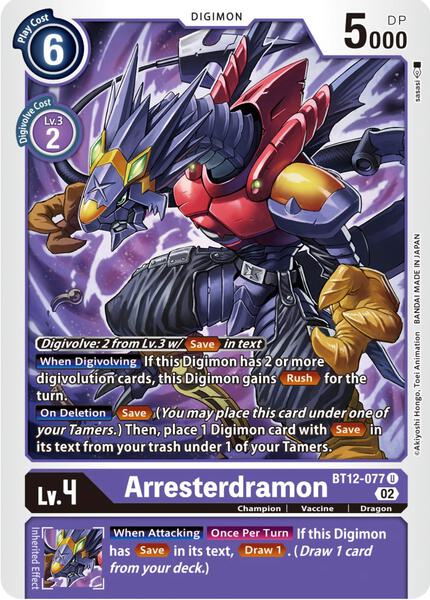 Play Cost
6
DIGIMON
DP
5000
Digivolve Cost
Lv.3
2
sasasi
Digivolve: 2 from Lv.3 w/ Save in text
When Digivolving If this Digimon has 2 or more
digivolution cards, this Digimon gains Rush for the
turn.
On Deletion Save. (You may place this card under one of
your Tamers.) Then, place 1 Digimon card with Save in
its text from your trash under 1 of your Tamers.
©Akiyoshi Hongo, Toei Animation BANDAI MADE IN JAPAN
Lv.4
Arresterdramon
BT12-077 U
02
Champion | Vaccine | Dragon
Inherited Effect
When Attacking Once Per Turn If this Digimon
has Save in its text, Draw 1. (Draw 1 card
from your deck.)